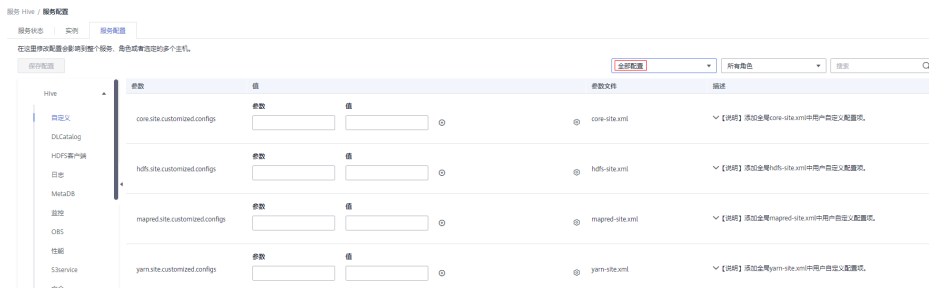 服务 Hive / 服务配置
服务状态 实例 服务配置
在这里修改配置会影响到整个服务、角色或者选定的多个主机。
保存配置 全部配置 所有角色 搜索
Hive
自定义
DLCatalog
HDFS客户端
日志
MetaDB
监控
OBS
性能
S3service
参数 值 参数文件 描述
参数 值
core.site.customized.configs core-site.xml 【说明】添加全局core-site.xml中用户自定义配置项。
参数 值
hdfs.site.customized.configs hdfs-site.xml 【说明】添加全局hdfs-site.xml中用户自定义配置项。
参数 值
mapred.site.customized.configs mapred-site.xml 【说明】添加全局mapred-site.xml中用户自定义配置项。
参数 值
yarn.site.customized.configs yarn-site.xml 【说明】添加全局yarn-site.xml中用户自定义配置项。